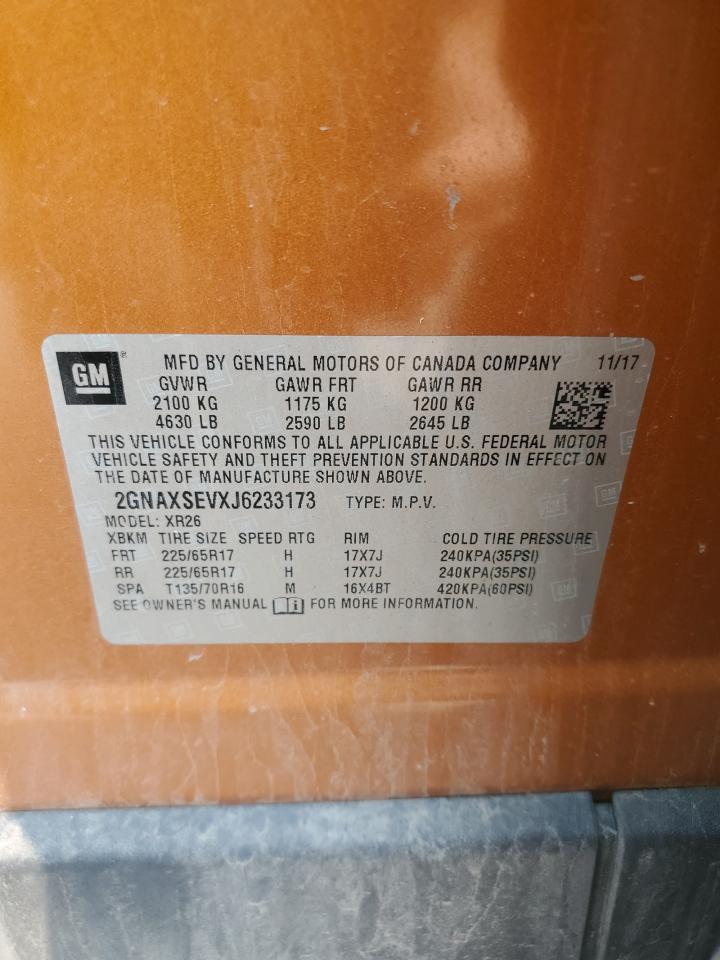 GM ® MFD BY GENERAL MOTORS OF CANADA COMPANY 11/17
GVWR GAWR FRT GAWR RR
2100 KG 1175 KG 1200 KG
4630 LB 2590 LB 2645 LB
THIS VEHICLE CONFORMS TO ALL APPLICABLE U.S. FEDERAL MOTOR
VEHICLE SAFETY AND THEFT PREVENTION STANDARDS IN EFFECT ON
THE DATE OF MANUFACTURE SHOWN ABOVE.
2GNAXSEVXJ6233173 TYPE: M.P.V.
MODEL: XR26
XBKM TIRE SIZE SPEED RTG RIM COLD TIRE PRESSURE
FRT 225/65R17 H 17X7J 240KPA(35PSI)
RR 225/65R17 H 17X7J 240KPA(35PSI)
SPA T135/70R16 M 16X4BT 420KPA(60PSI)
SEE OWNER'S MANUAL FOR MORE INFORMATION.